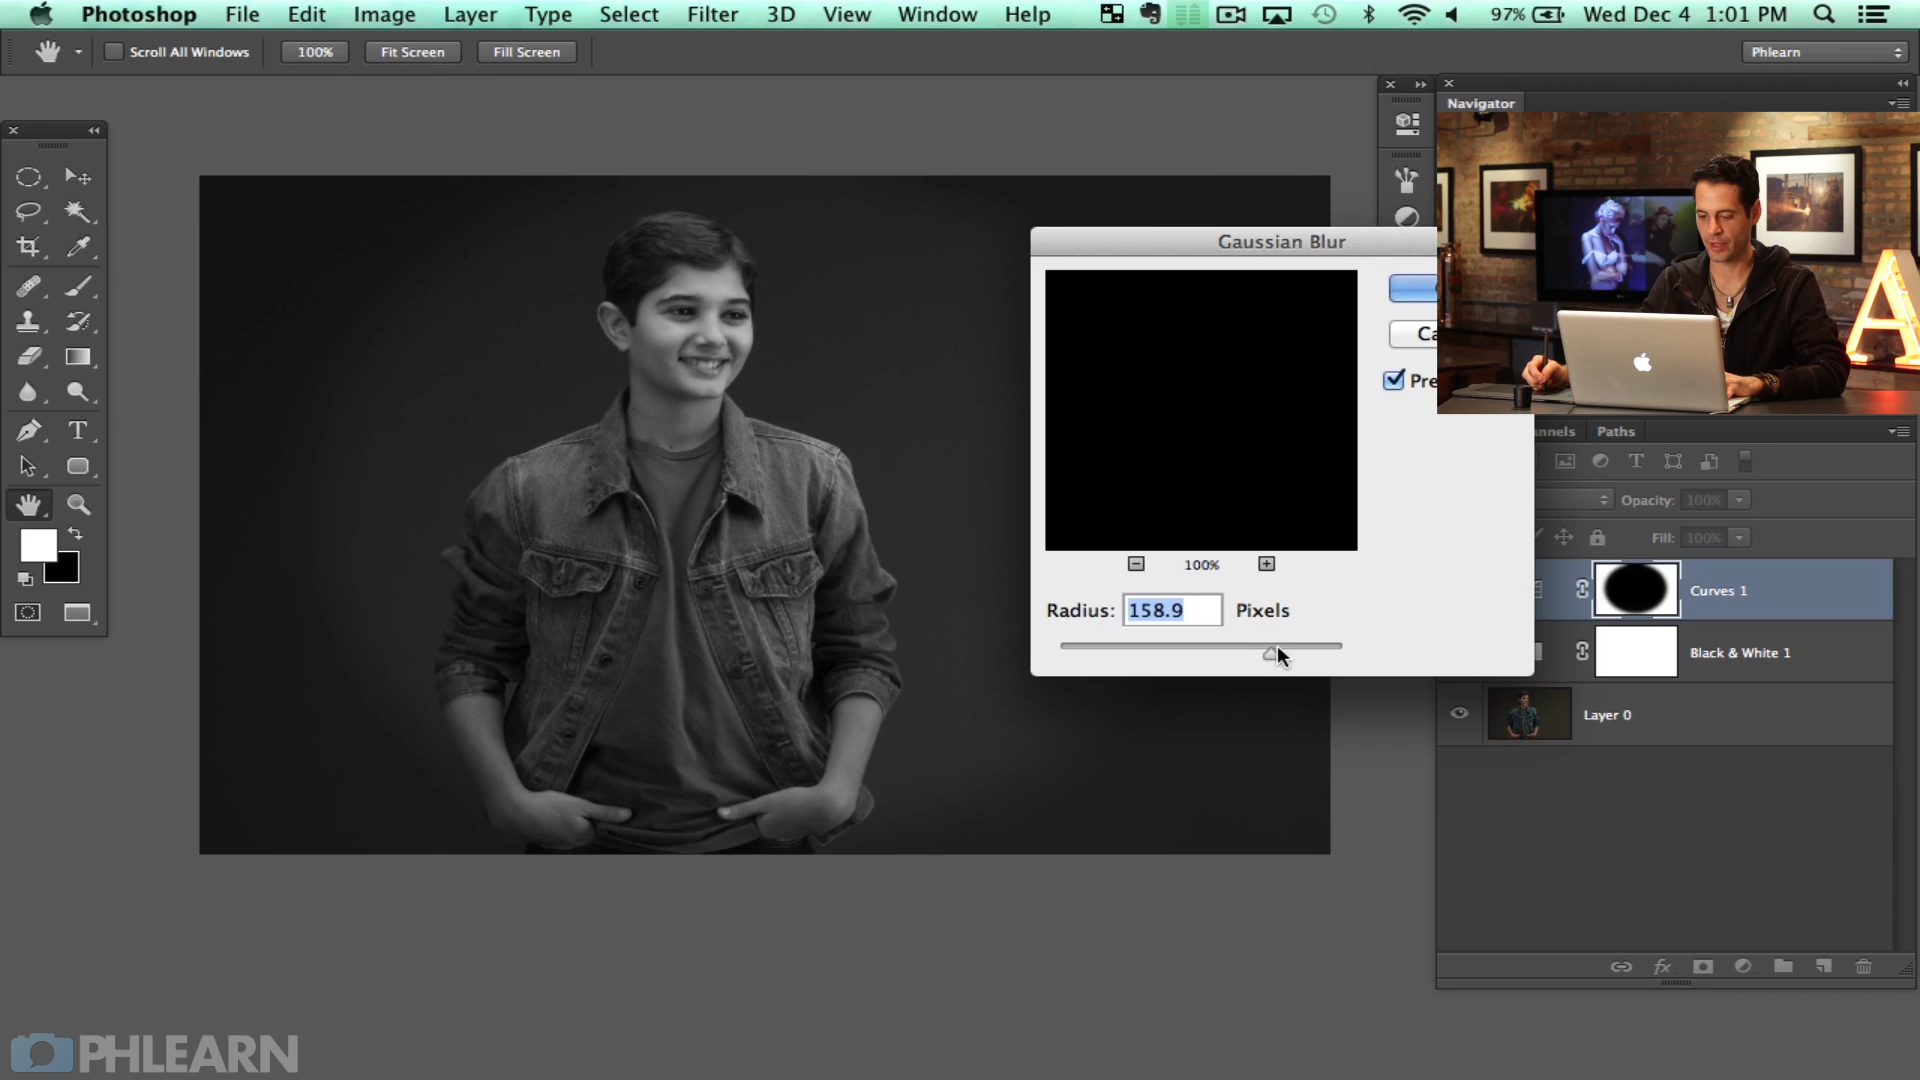 Photoshop File Edit Image Layer Type Select Filter 3D View Window Help 97% Wed Dec 4 1:01 PM
Scroll All Windows 100% Fit Screen Fill Screen Phlearn
Navigator
Gaussian Blur
Ca
Pre
100%
Radius: 158.9 Pixels
nnels Paths
Opacity: 100%
Fill: 100%
Curves 1
Black & White 1
Layer 0
T
A
PHLEARN